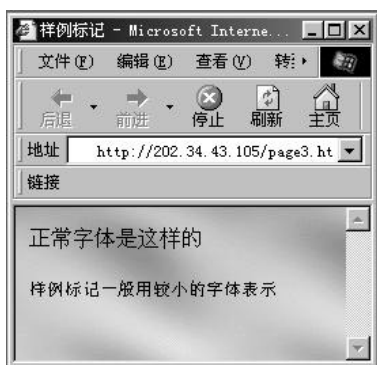 样例标记 - Microsoft Interne...
文件(F) 编辑(E) 查看(V) 转
后退 前进 停止 刷新 主页
地址 http://202.34.43.105/page3.ht
链接
正常字体是这样的
样例标记一般用较小的字体表示